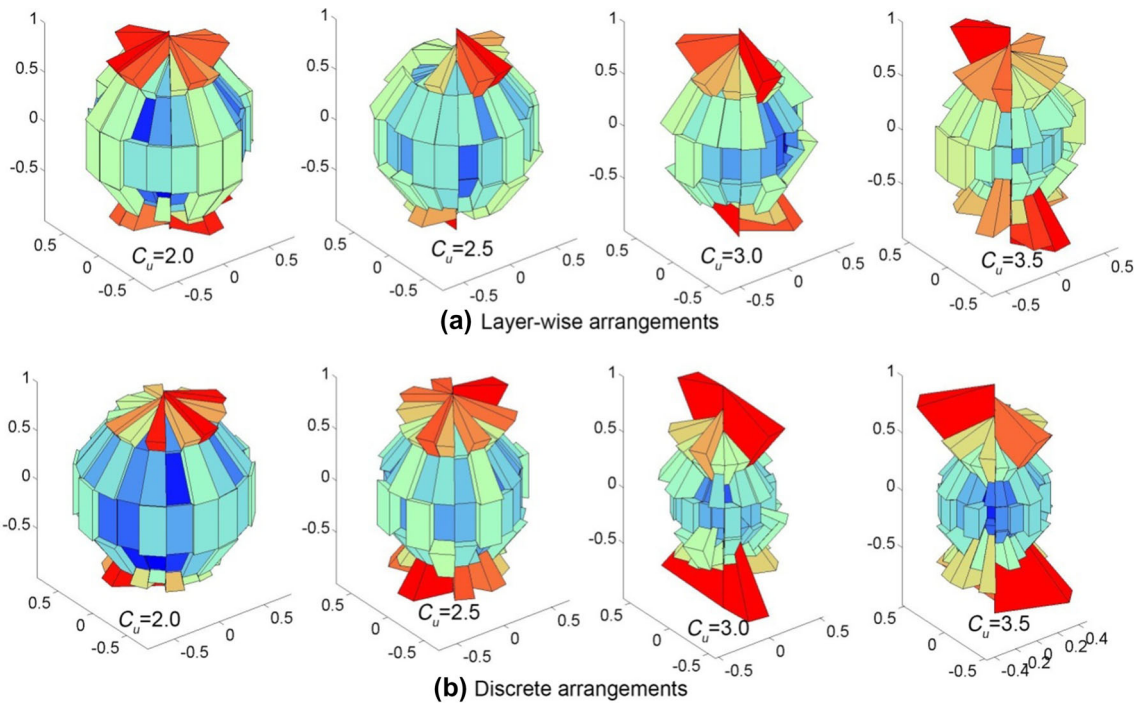 1 1 1 1
0.5 0.5 0.5 0.5
0 0 0 0
-0.5 -0.5 -0.5 -0.5
0.5 0 -0.5 -0.5 0 0.5 0.5 0 -0.5 -0.5 0 0.5 0.5 0 -0.5 -0.5 0 0.5 0.5 0 -0.5 -0.5 0 0.5
Cu=2.0 Cu=2.5 Cu=3.0 Cu=3.5
(a) Layer-wise arrangements
1 1 1 1
0.5 0.5 0.5 0.5
0 0 0 0
-0.5 -0.5 -0.5 -0.5
0.5 0 -0.5 -0.5 0 0.5 0.5 0 -0.5 -0.5 0 0.5 0.5 0 -0.5 -0.5 0 0.5 0.5 0 -0.5 -0.4 0.2 0 0.2 0.4
Cu=2.0 Cu=2.5 Cu=3.0 Cu=3.5
(b) Discrete arrangements